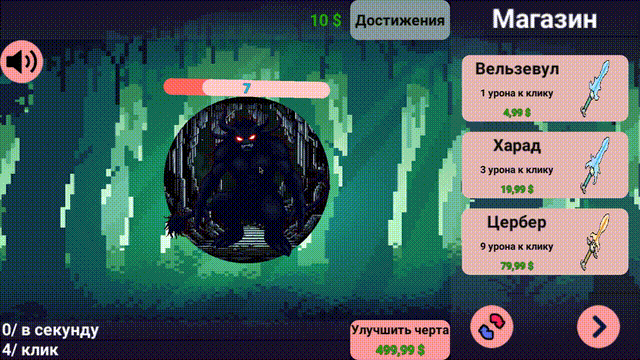 10 $
Достижения
Магазин
7
Вельзевул
1 урона к клику
4,99 $
Харад
3 урона к клику
19,99 $
Цербер
9 урона к клику
79,99 $
0/ в секунду
4/ клик
Улучшить черта
499,99 $